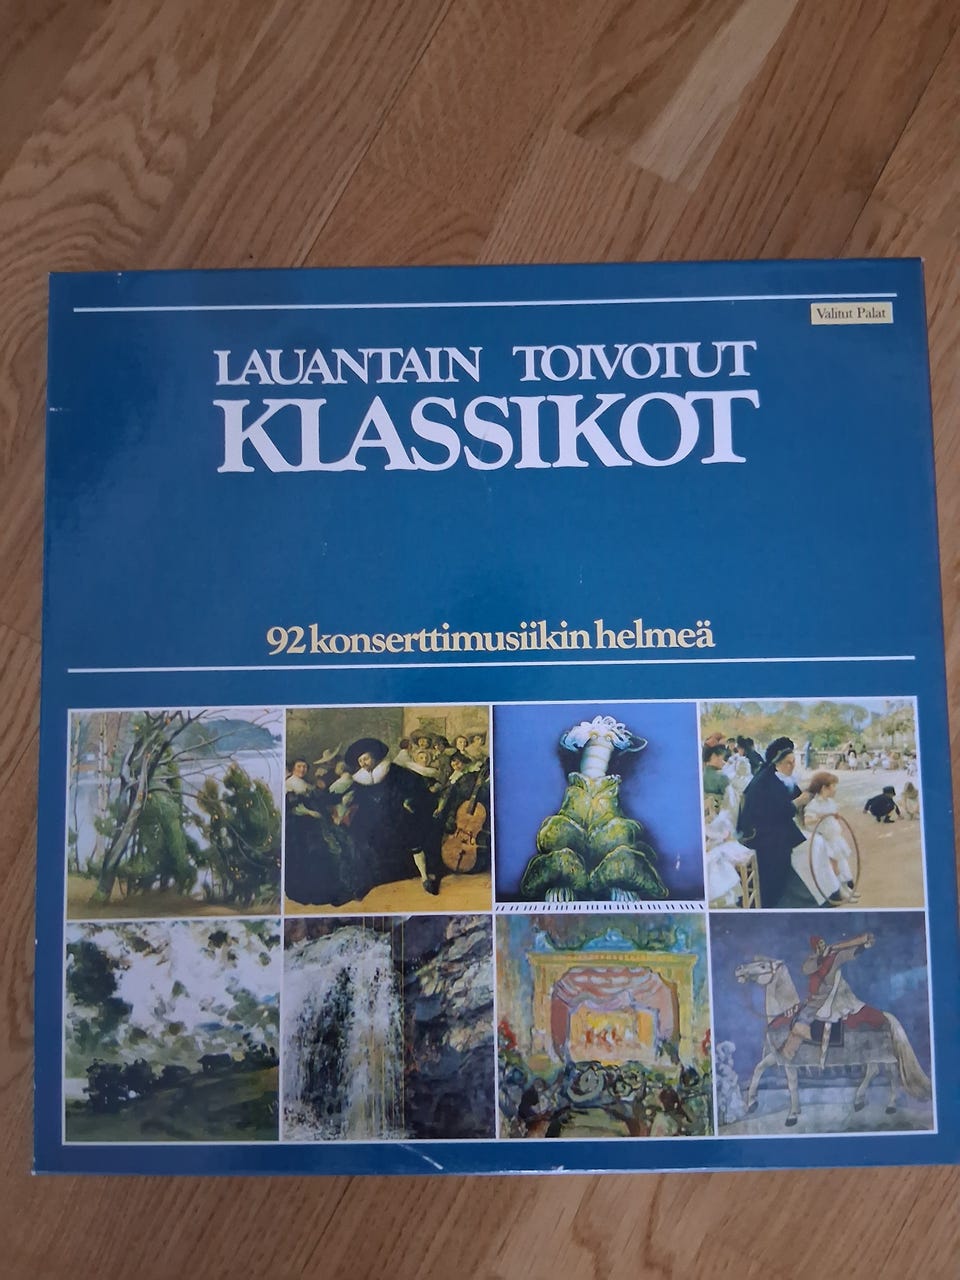 Valitut Palat
LAUANTAIN TOIVOTUT
KLASSIKOT
92 konserttimusiikin helmeä